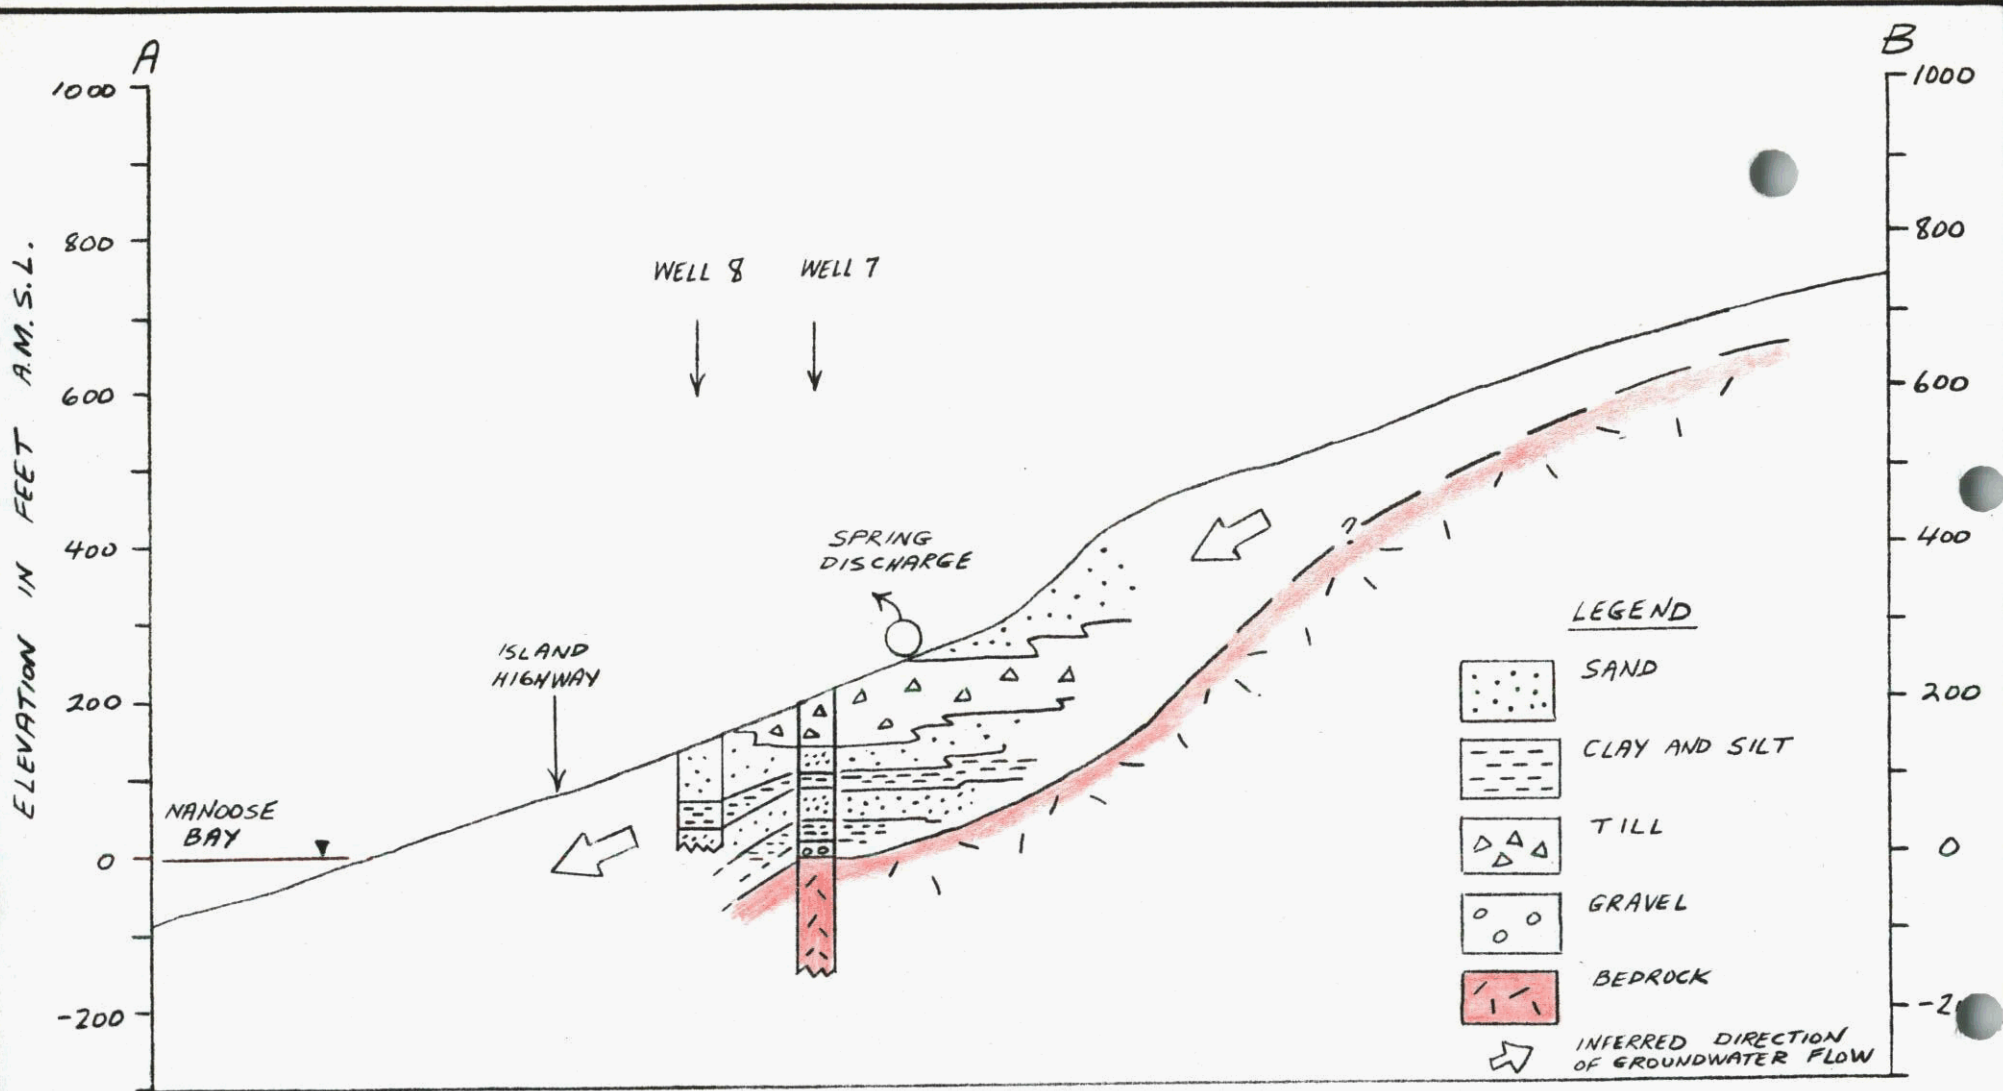 A
B
1000
800
600
400
200
0
-200
ELEVATION IN FEET A.M.S.L.
WELL 8
WELL 7
SPRING
DISCHARGE
ISLAND
HIGHWAY
NANOOSE
BAY
?
1000
800
600
400
200
0
LEGEND
SAND
CLAY AND SILT
TILL
GRAVEL
BEDROCK
INFERRED DIRECTION
OF GROUNDWATER FLOW